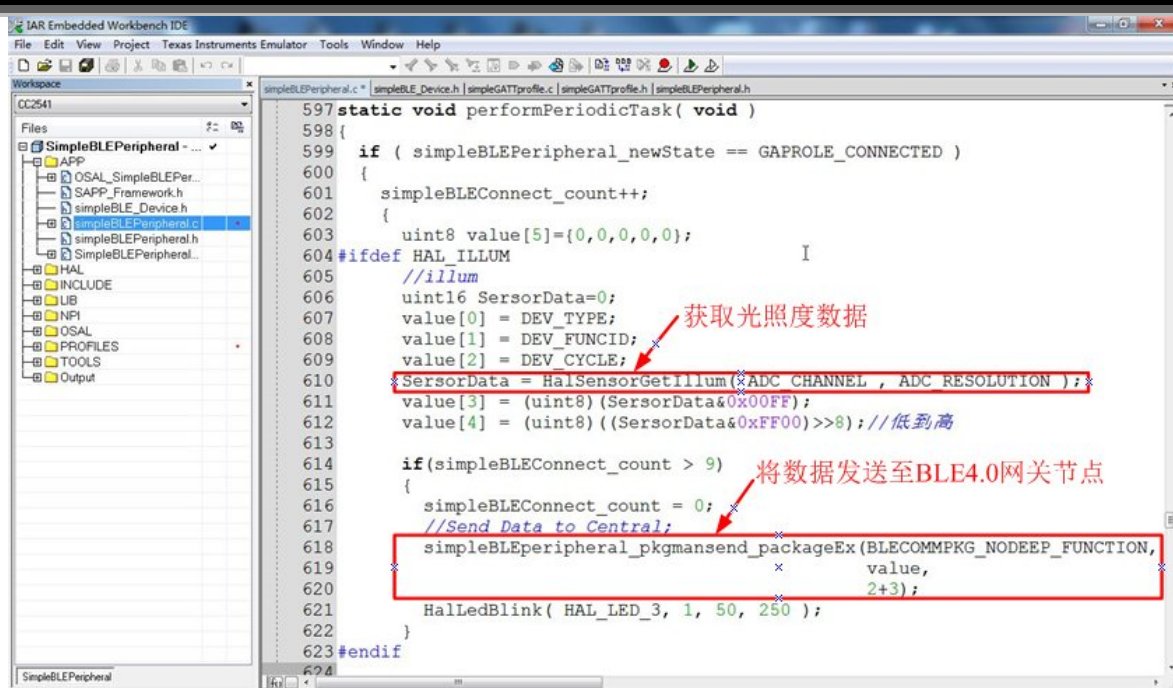 IAR Embedded Workbench IDE
File Edit View Project Texas Instruments Emulator Tools Window Help
Workspace
simpleBLEPeripheral.c * simpleBLE_Device.h simpleGATTprofile.c simpleGATTprofile.h simpleBLEPeripheral.h
CC2541
Files
SimpleBLEPeripheral - ...
APP
OSAL_SimpleBLEPer...
SAPP_Framework.h
simpleBLE_Device.h
simpleBLEPeripheral.c
simpleBLEPeripheral.h
SimpleBLEPeripheral...
HAL
INCLUDE
LIB
NPI
OSAL
PROFILES
TOOLS
Output
SimpleBLEPeripheral
597 static void performPeriodicTask( void )
598 {
599 if ( simpleBLEPeripheral_newState == GAPROLE_CONNECTED )
600 {
601 simpleBLEConnect_count++;
602 {
603 uint8 value[5]={0,0,0,0,0};
604 #ifdef HAL_ILLUM
605 //illum
606 uint16 SersorData=0;
607 value[0] = DEV_TYPE;
获取光照度数据
608 value[1] = DEV_FUNCID;
609 value[2] = DEV_CYCLE;
610 SersorData = HalSensorGetIllum( ADC_CHANNEL , ADC_RESOLUTION );
611 value[3] = (uint8)(SersorData&0x00FF);
612 value[4] = (uint8)((SersorData&0xFF00)>>8);//低到高
613
614 if(simpleBLEConnect_count > 9)
将数据发送至BLE4.0网关节点
615 {
616 simpleBLEConnect_count = 0;
617 //Send Data to Central;
618 simpleBLEperipheral_pkgmansend_packageEx(BLECOMMPKG_NODEEP_FUNCTION,
619 value,
620 2+3);
621 HalLedBlink( HAL_LED_3, 1, 50, 250 );
622 }
623 #endif
624